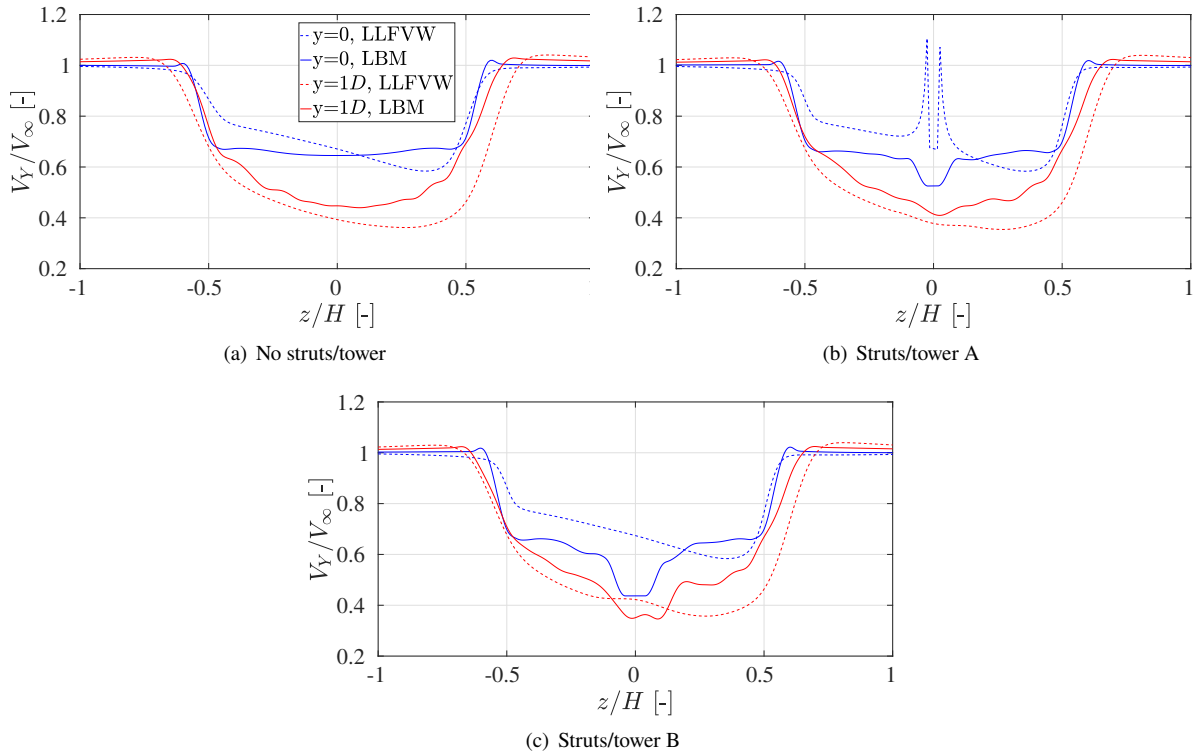 1.2
1
0.8
0.6
0.4
0.2
V_Y/V_∞ [-]
-1
-0.5
0
0.5
z/H [-]
y=0, LLFVW
y=0, LBM
y=1D, LLFVW
y=1D, LBM
(a) No struts/tower
1.2
1
0.8
0.6
0.4
0.2
V_Y/V_∞ [-]
-1
-0.5
0
0.5
1
z/H [-]
(b) Struts/tower A
1.2
1
0.8
0.6
0.4
0.2
V_Y/V_∞ [-]
-1
-0.5
0
0.5
1
z/H [-]
(c) Struts/tower B